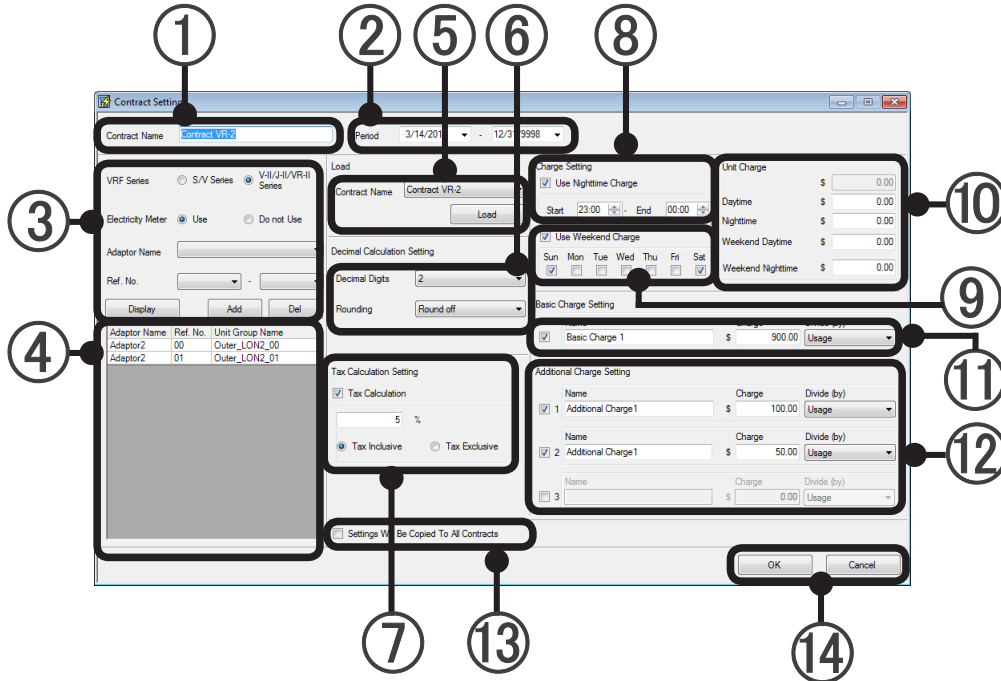 ① ② ⑤ ⑥ ⑧
Contract Setting
Contract Name Contract VR-2
Period 3/14/201 - 12/31/9998
③
VRF Series S/V Series V-II/J-II/VR-II Series
Electricity Meter Use Do not Use
Adaptor Name
Ref. No. -
Display Add Del
④
Adaptor Name Ref. No. Unit Group Name
Adaptor2 00 Outer_LON2_00
Adaptor2 01 Outer_LON2_01
Load
Contract Name Contract VR-2
Load
Decimal Calculation Setting
Decimal Digits 2
Rounding Round off
Tax Calculation Setting
Tax Calculation
5 %
Tax Inclusive Tax Exclusive
Charge Setting
Use Nighttime Charge
Start 23:00 - End 00:00
Use Weekend Charge
Sun Mon Tue Wed Thu Fri Sat
Unit Charge
$ 0.00
Daytime $ 0.00
Nighttime $ 0.00
Weekend Daytime $ 0.00
Weekend Nighttime $ 0.00
⑩
⑨
Basic Charge Setting
Name Charge Divide (by)
Basic Charge 1 $ 900.00 Usage
⑪
Additional Charge Setting
Name Charge Divide (by)
1 Additional Charge1 $ 100.00 Usage
Name Charge Divide (by)
2 Additional Charge1 $ 50.00 Usage
Name Charge Divide (by)
3 $ 0.00 Usage
⑫
Settings Will Be Copied To All Contracts
OK Cancel
⑦ ⑬ ⑭